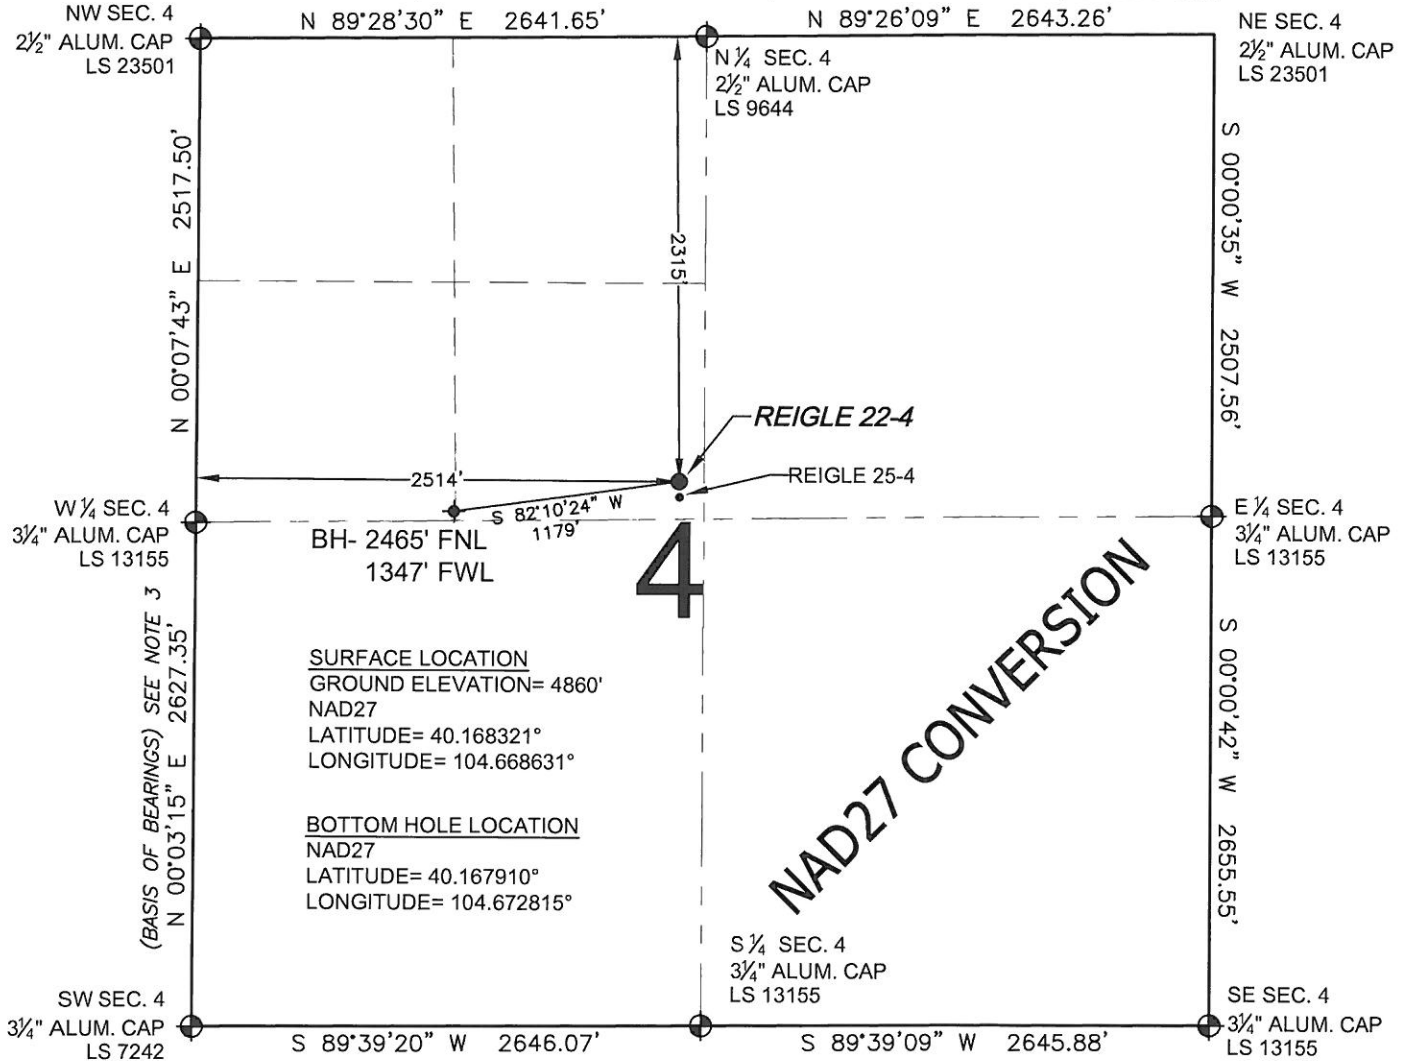 NW SEC. 4
2½" ALUM. CAP
LS 23501
N 89°28'30" E 2641.65'
N 89°26'09" E 2643.26'
NE SEC. 4
2½" ALUM. CAP
LS 23501
N ¼ SEC. 4
2½" ALUM. CAP
LS 9644
N 00°07'43" E 2517.50'
S 00°00'35" W 2507.56'
2315'
REIGLE 22-4
2514'
REIGLE 25-4
S 82°10'24" W
1179'
W ¼ SEC. 4
3¼" ALUM. CAP
LS 13155
E ¼ SEC. 4
3¼" ALUM. CAP
LS 13155
BH- 2465' FNL
1347' FWL
4
(BASIS OF BEARINGS) SEE NOTE 3
N 00°03'15" E 2627.35'
SURFACE LOCATION
GROUND ELEVATION= 4860'
NAD27
LATITUDE= 40.168321°
LONGITUDE= 104.668631°
NAD27 CONVERSION
S 00°00'42" W 2655.55'
BOTTOM HOLE LOCATION
NAD27
LATITUDE= 40.167910°
LONGITUDE= 104.672815°
S ¼ SEC. 4
3¼" ALUM. CAP
LS 13155
SW SEC. 4
3¼" ALUM. CAP
LS 7242
S 89°39'20" W 2646.07'
S 89°39'09" W 2645.88'
SE SEC. 4
3¼" ALUM. CAP
LS 13155